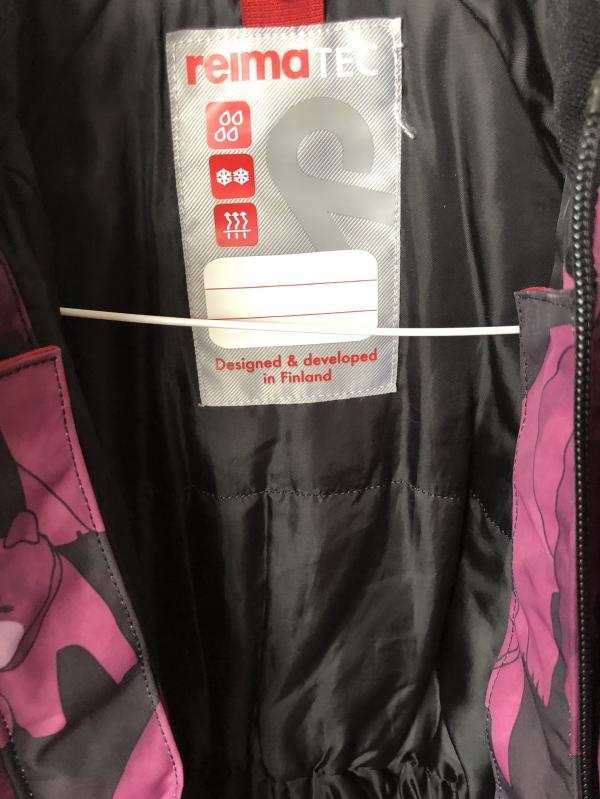 reimaTEC
Designed & developed
in Finland